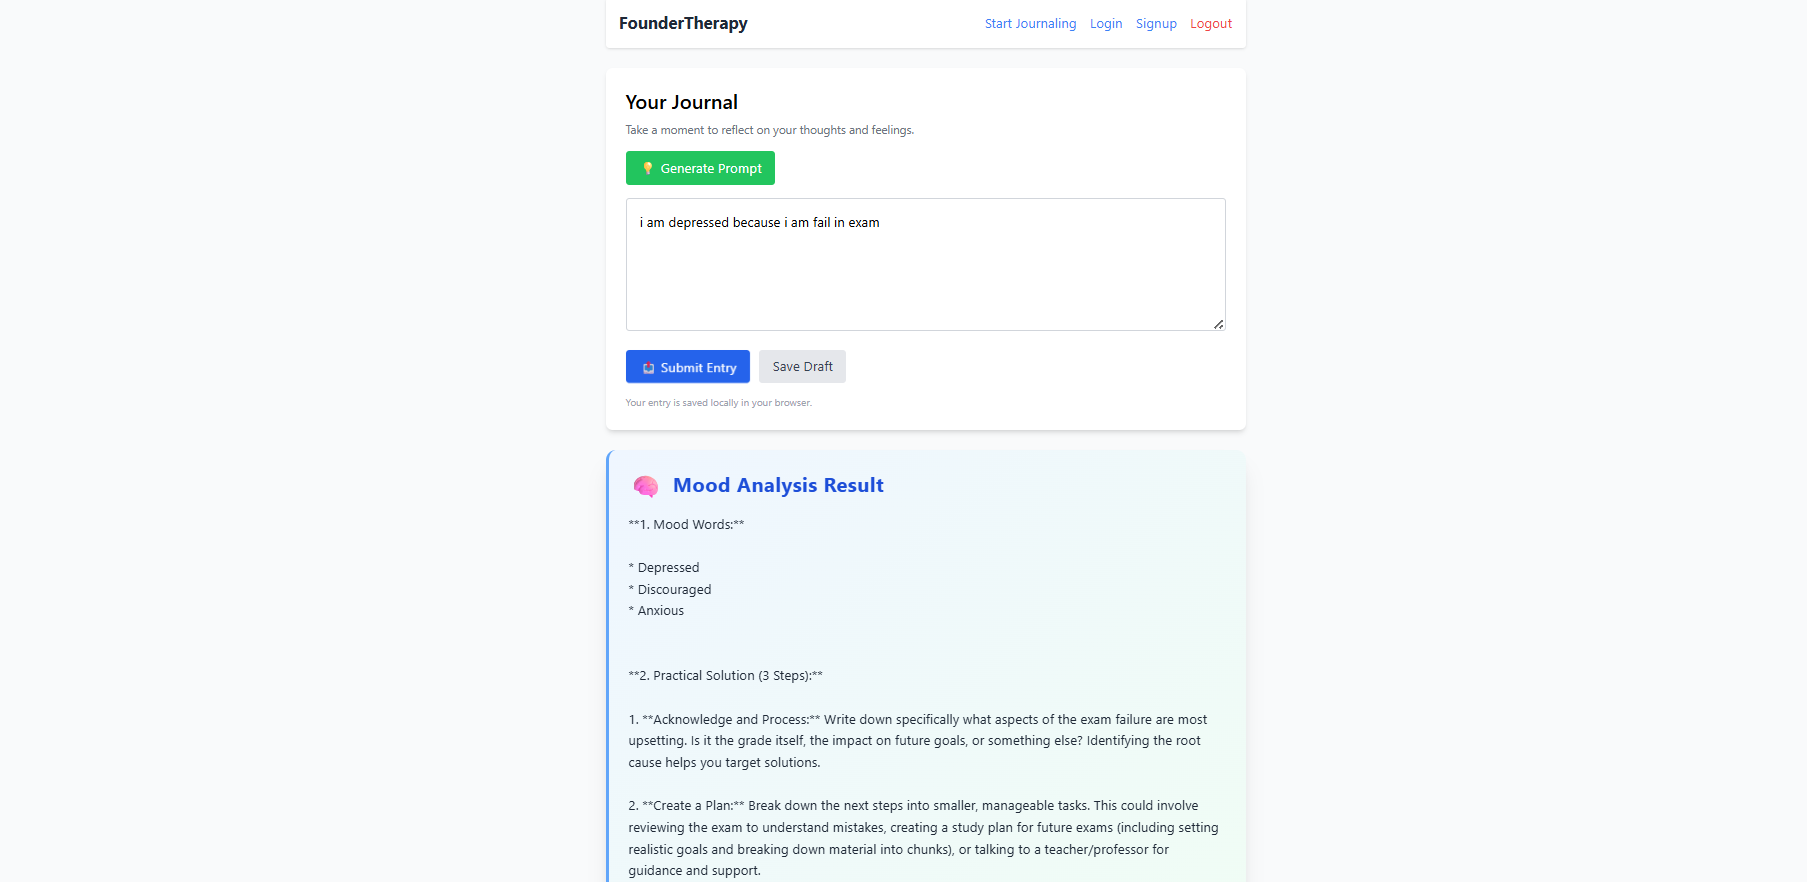 FounderTherapy
Start Journaling Login Signup Logout
Your Journal
Take a moment to reflect on your thoughts and feelings.
Generate Prompt
i am depressed because i am fail in exam
Submit Entry
Save Draft
Your entry is saved locally in your browser.
Mood Analysis Result
**1. Mood Words:**
* Depressed
* Discouraged
* Anxious
**2. Practical Solution (3 Steps):**
1. **Acknowledge and Process:** Write down specifically what aspects of the exam failure are most
upsetting. Is it the grade itself, the impact on future goals, or something else? Identifying the root
cause helps you target solutions.
2. **Create a Plan:** Break down the next steps into smaller, manageable tasks. This could involve
reviewing the exam to understand mistakes, creating a study plan for future exams (including setting
realistic goals and breaking down material into chunks), or talking to a teacher/professor for
guidance and support.